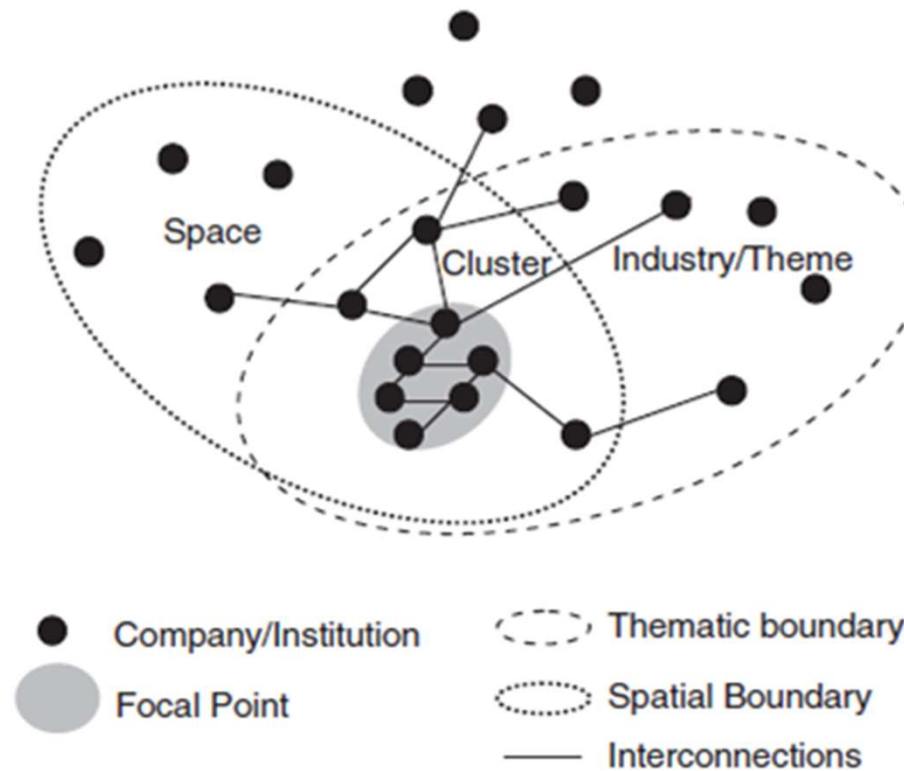 Space
Cluster
Industry/Theme
Company/Institution
Focal Point
Thematic boundary
Spatial Boundary
Interconnections